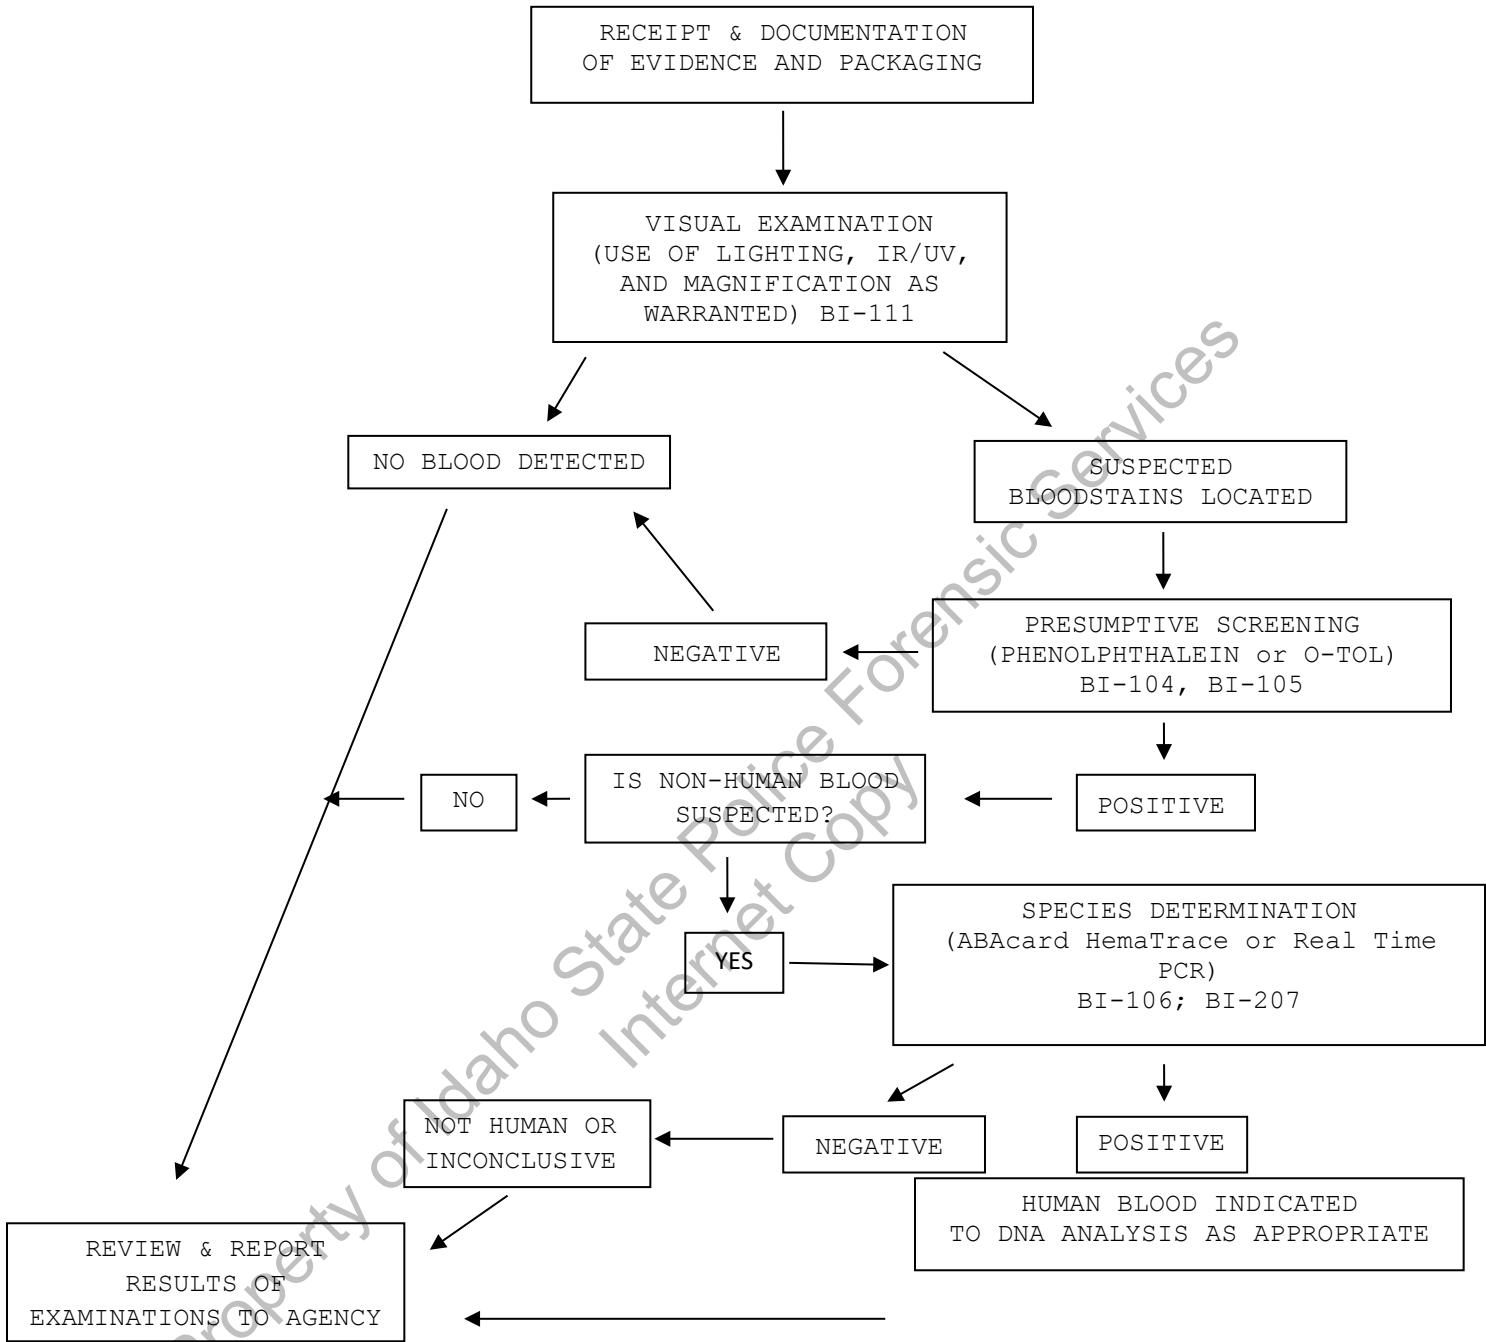 RECEIPT & DOCUMENTATION
OF EVIDENCE AND PACKAGING
VISUAL EXAMINATION
(USE OF LIGHTING, IR/UV,
AND MAGNIFICATION AS
WARRANTED) BI-111
NO BLOOD DETECTED
SUSPECTED
BLOODSTAINS LOCATED
PRESUMPTIVE SCREENING
(PHENOLPHTHALEIN or O-TOL)
BI-104, BI-105
NEGATIVE
IS NON-HUMAN BLOOD
SUSPECTED?
NO
POSITIVE
SPECIES DETERMINATION
(ABAcard HemaTrace or Real Time
PCR)
BI-106; BI-207
YES
NOT HUMAN OR
INCONCLUSIVE
NEGATIVE
POSITIVE
HUMAN BLOOD INDICATED
TO DNA ANALYSIS AS APPROPRIATE
REVIEW & REPORT
RESULTS OF
EXAMINATIONS TO AGENCY
Property of Idaho State Police Forensic Services
Internet Copy